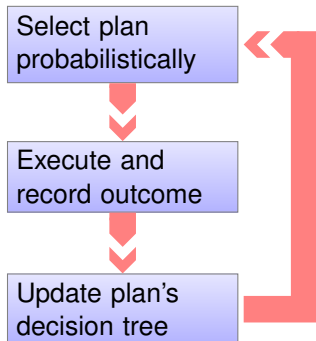 Select plan
probabilistically
Execute and
record outcome
Update plan's
decision tree